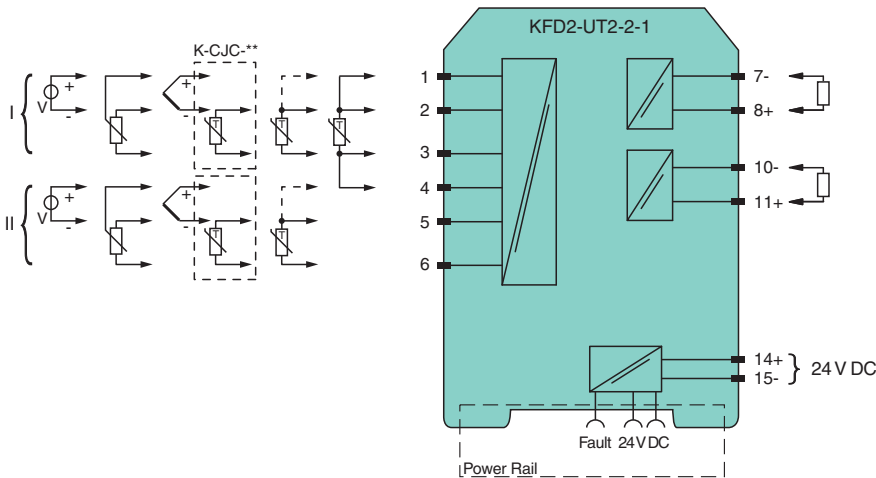 KFD2-UT2-2-1
K-CJC-**
I
V
+
-
+
-
T
T
T
II
V
+
-
+
-
T
T
1
2
3
4
5
6
7-
8+
10-
11+
14+
15-
24 V DC
Fault 24V DC
Power Rail